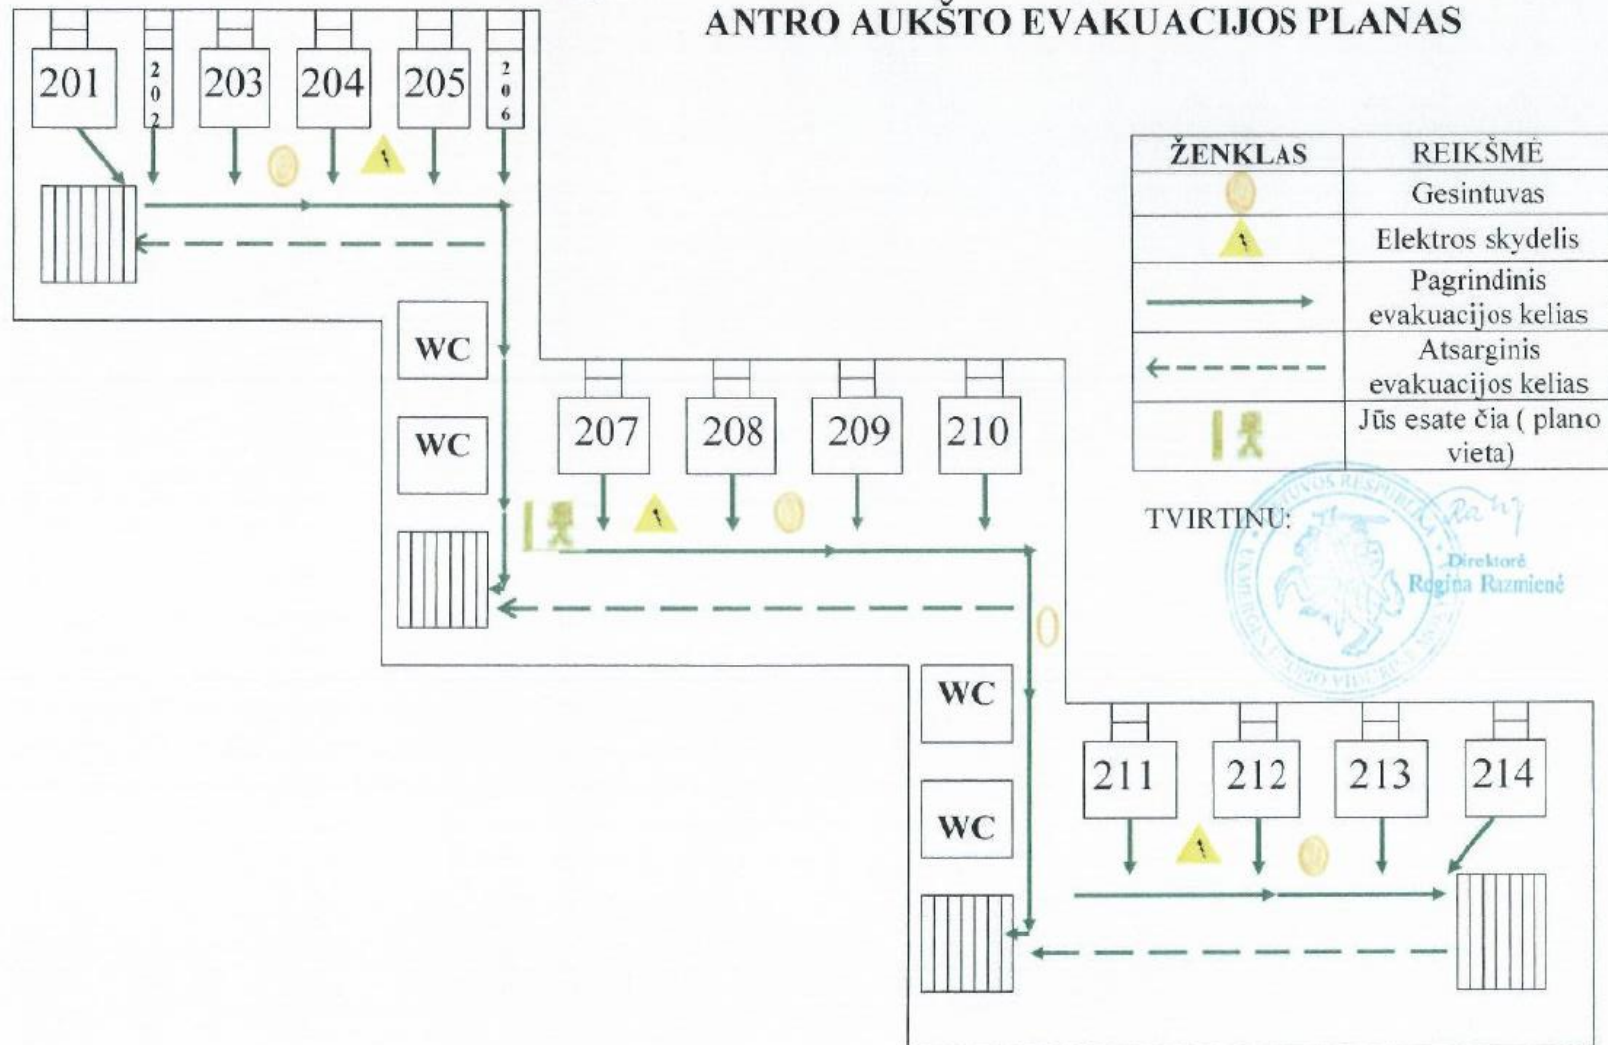 ANTRO AUKŠTO EVAKUACIJOS PLANAS
201 202 203 204 205 206
ŽENKLAS REIKŠMĖ
Gesintuvas
Elektros skydelis
Pagrindinis
evakuacijos kelias
Atsarginis
evakuacijos kelias
Jūs esate čia ( plano
vieta)
WC
WC
207 208 209 210
TVIRTINU:
Direktorė
Regina Razmienė
WC
WC
211 212 213 214